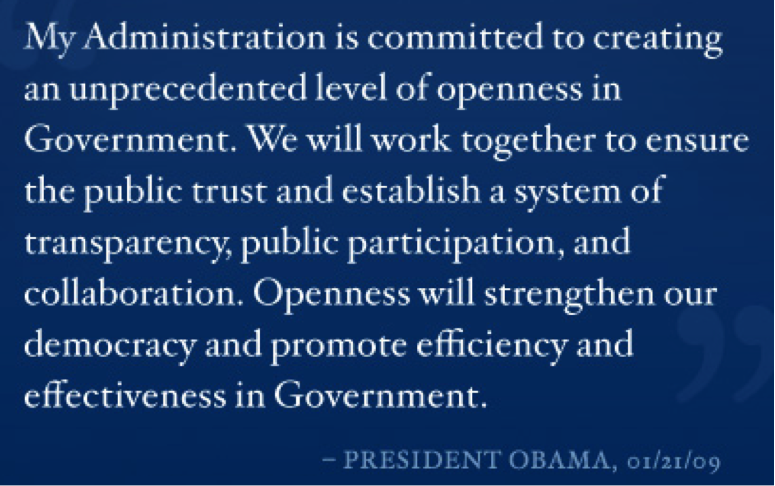 My Administration is committed to creating
an unprecedented level of openness in
Government. We will work together to ensure
the public trust and establish a system of
transparency, public participation, and
collaboration. Openness will strengthen our
democracy and promote efficiency and
effectiveness in Government.
– PRESIDENT OBAMA, 01/21/09